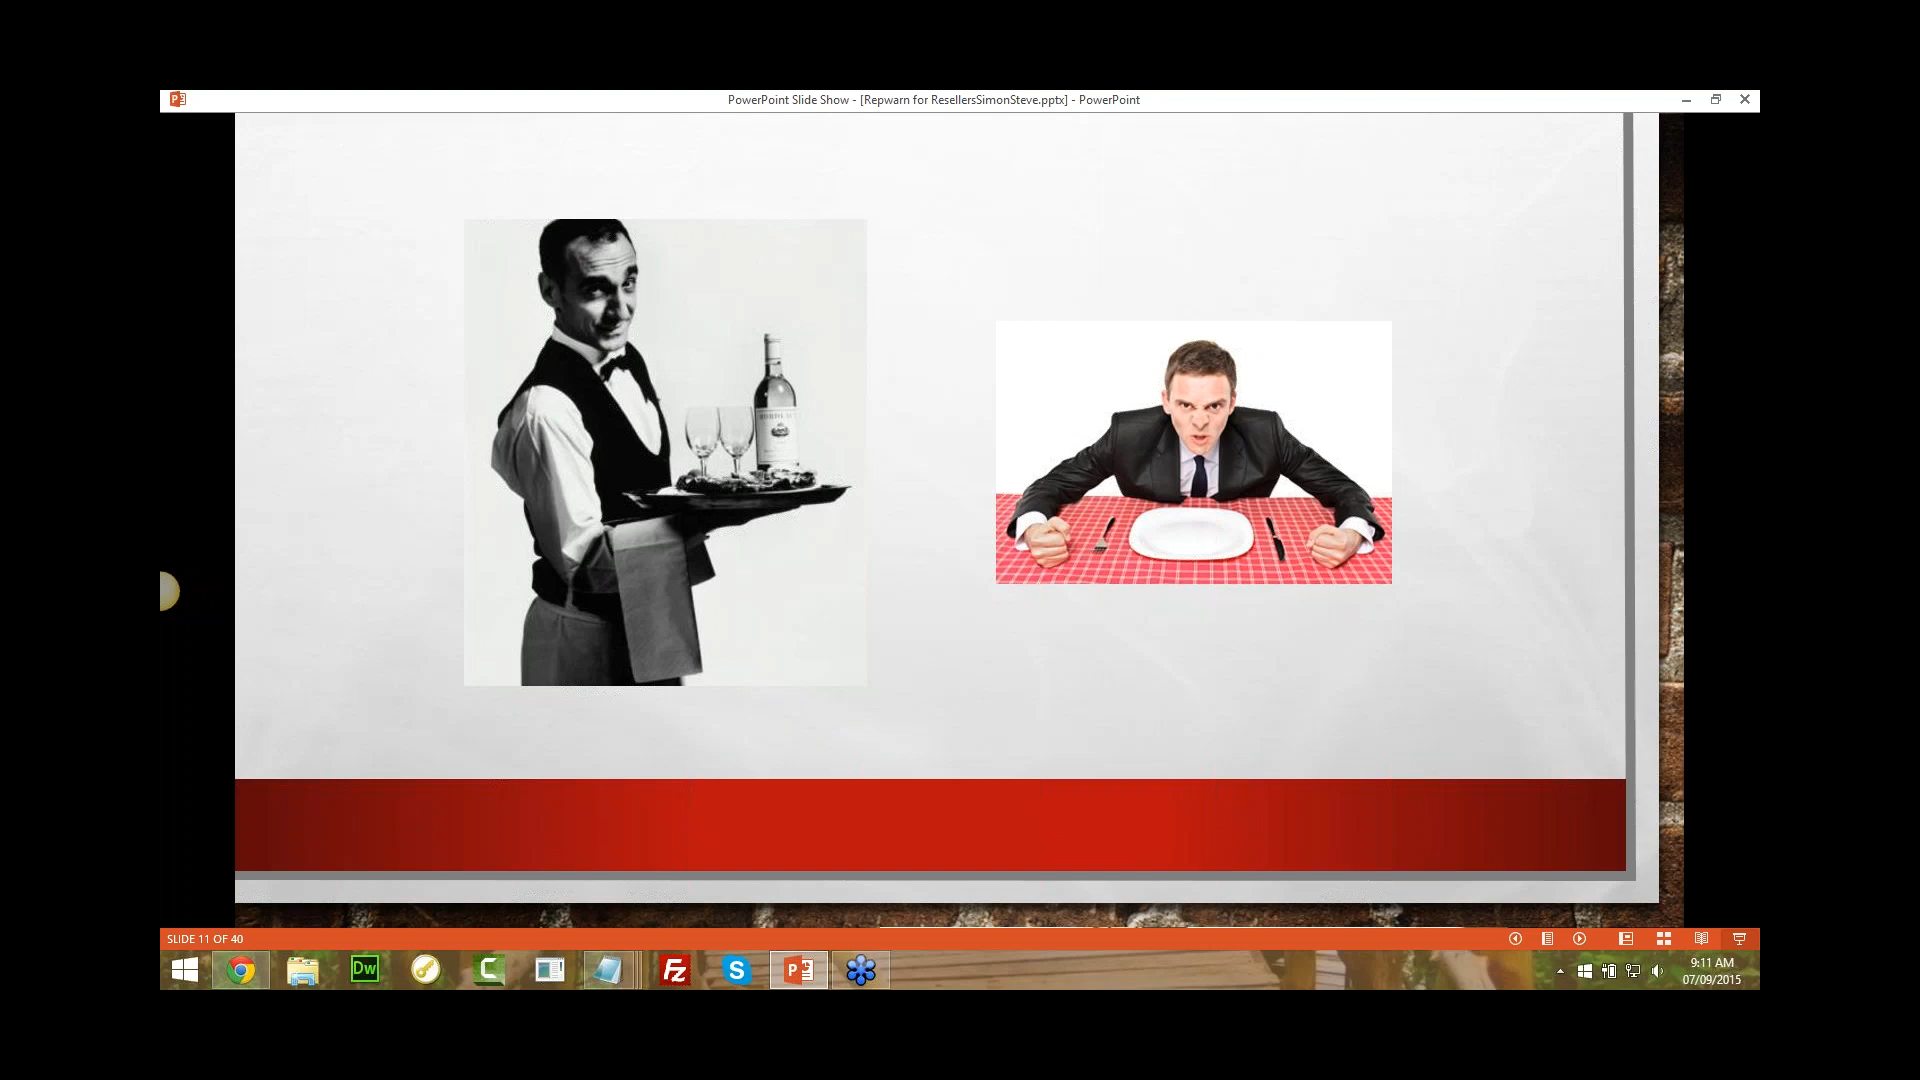 PowerPoint Slide Show - [Repwarn for ResellersSimonSteve.pptx] - PowerPoint
SLIDE 11 OF 40
Dw
9:11 AM
07/09/2015